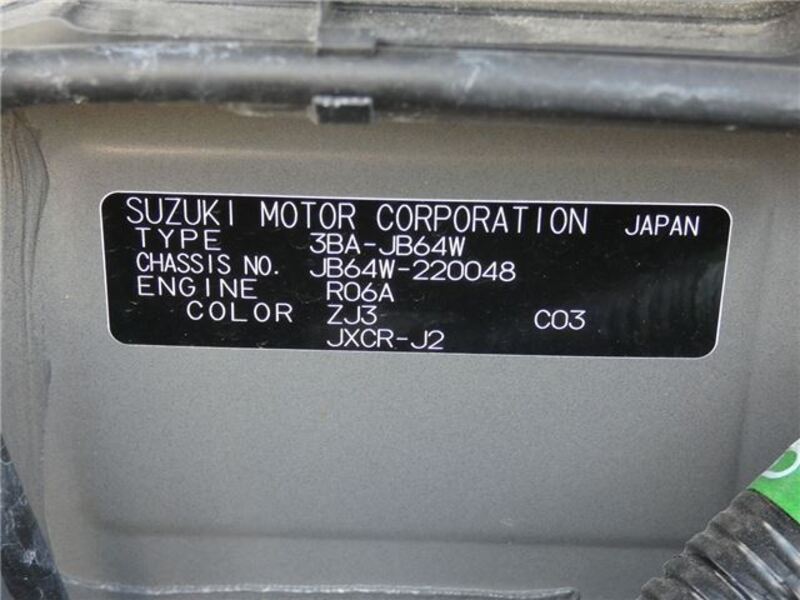 SUZUKI MOTOR CORPORATION JAPAN
TYPE 3BA-JB64W
CHASSIS NO. JB64W-220048
ENGINE R06A
COLOR ZJ3 C03
JXCR-J2